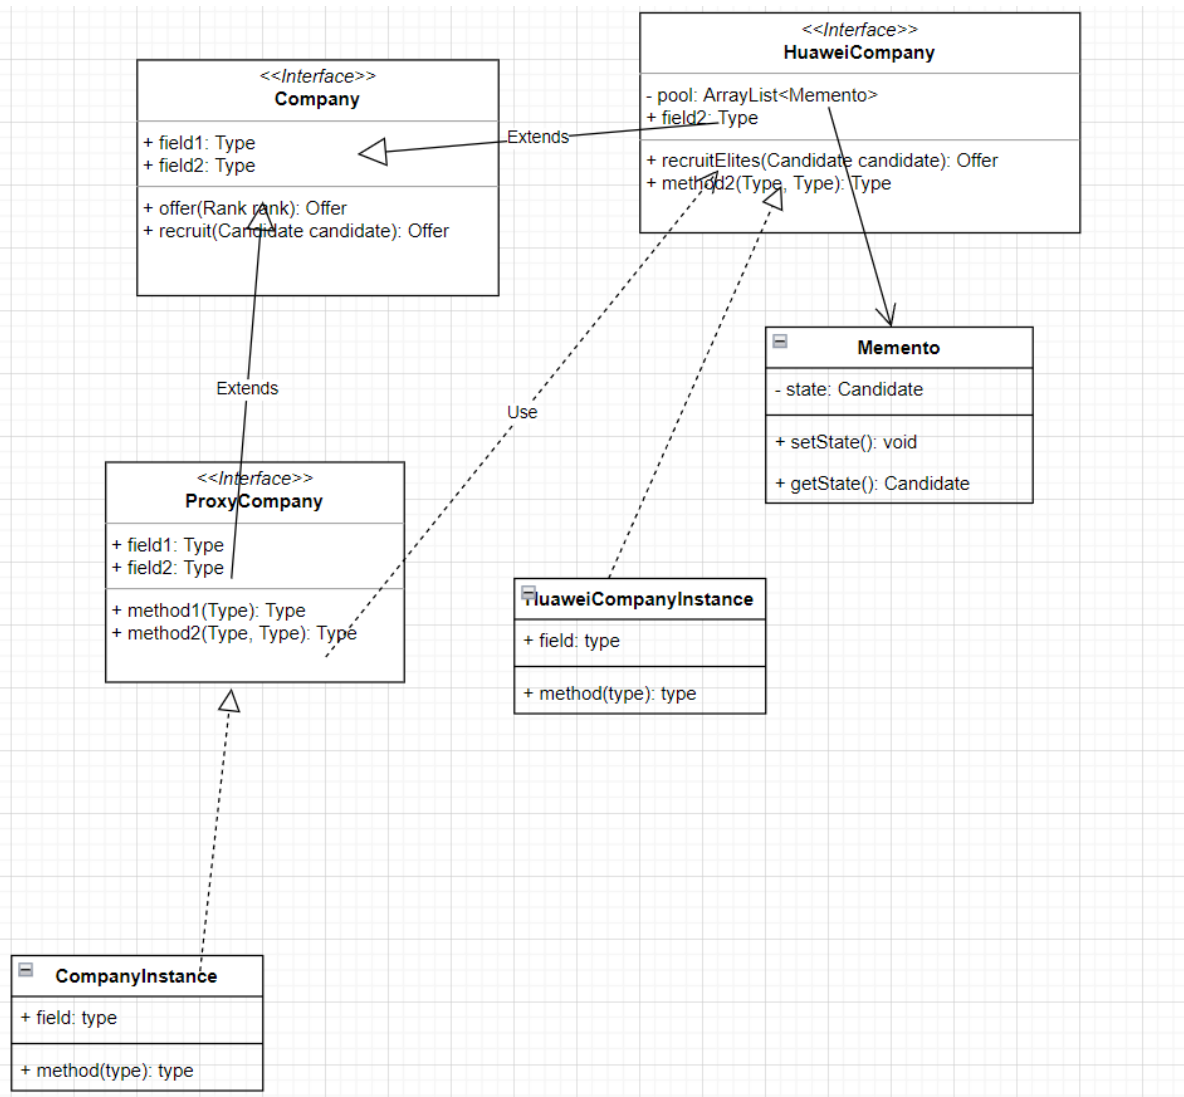 <<Interface>>
Company
+ field1: Type
+ field2: Type
+ offer(Rank rank): Offer
+ recruit(Candidate candidate): Offer
<<Interface>>
HuaweiCompany
- pool: ArrayList<Memento>
+ field2: Type
+ recruitElites(Candidate candidate): Offer
+ method2(Type, Type): Type
Extends
Memento
- state: Candidate
+ setState(): void
+ getState(): Candidate
Extends
Use
<<Interface>>
ProxyCompany
+ field1: Type
+ field2: Type
+ method1(Type): Type
+ method2(Type, Type): Type
HuaweiCompanyInstance
+ field: type
+ method(type): type
CompanyInstance
+ field: type
+ method(type): type